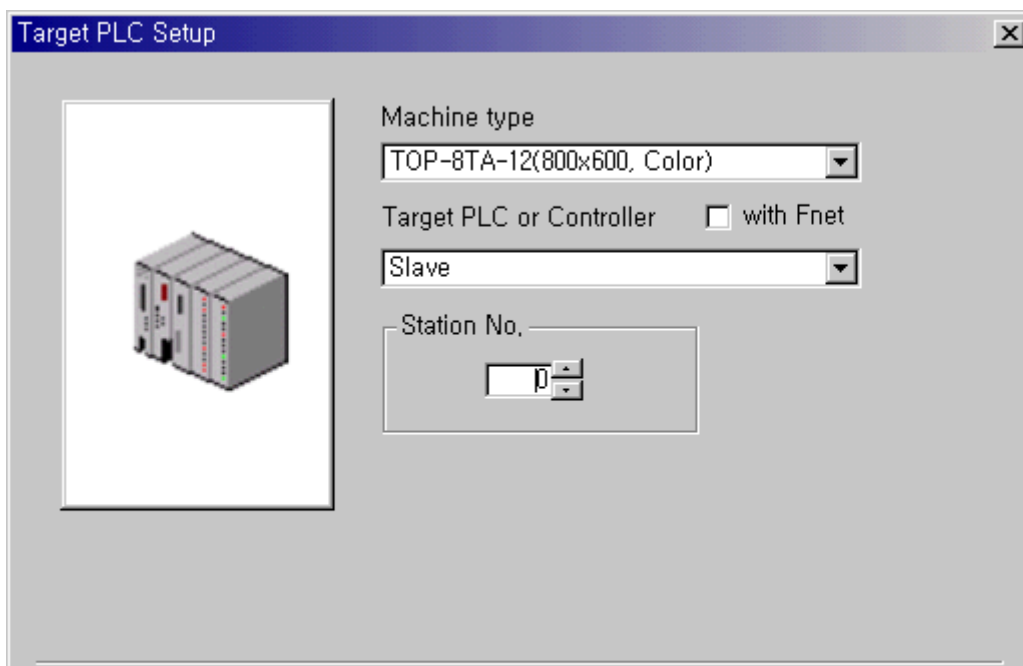 Target PLC Setup
Machine type
TOP-8TA-12(800x600, Color)
Target PLC or Controller
with Fnet
Slave
Station No.
0